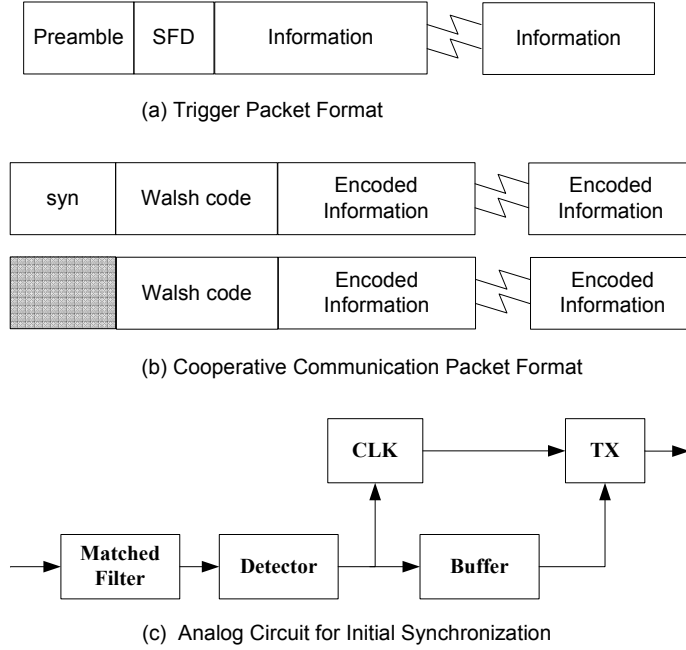 Preamble SFD Information Information
(a) Trigger Packet Format
syn Walsh code Encoded Information Encoded Information
Walsh code Encoded Information Encoded Information
(b) Cooperative Communication Packet Format
CLK TX
Matched Filter Detector Buffer
(c) Analog Circuit for Initial Synchronization